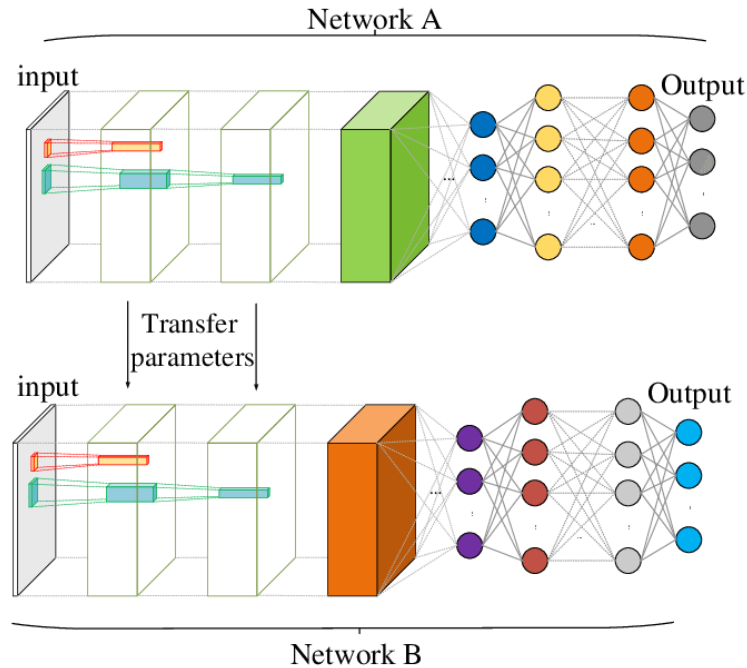 Network A
input
Output
...
Transfer
parameters
input
Output
...
Network B